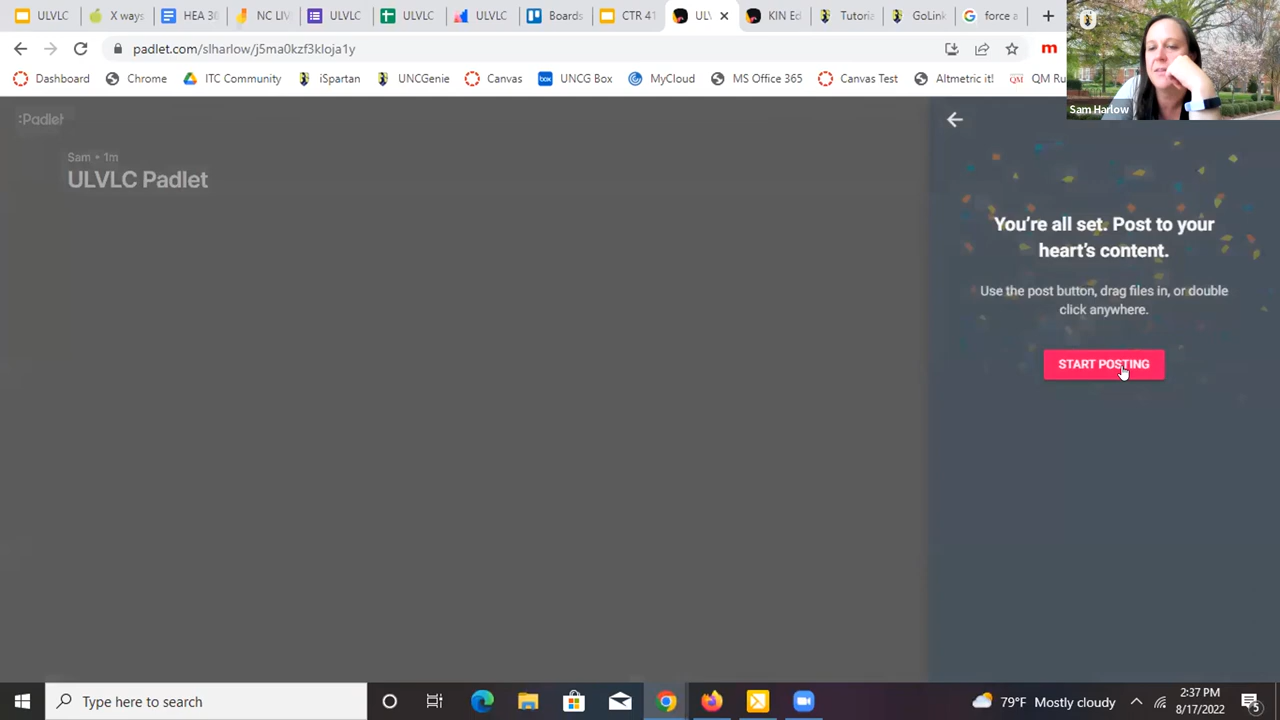 ULVLC
X ways
HEA 36
NC LIV
ULVLC
ULVLC
ULVLC
Boards
CTR 41
ULV
KIN Ed
Tutoria
GoLink
force a
padlet.com/slharlow/j5ma0kzf3kloja1y
Dashboard
Chrome
ITC Community
iSpartan
UNCGenie
Canvas
UNCG Box
MyCloud
MS Office 365
Canvas Test
Altmetric it!
QM Ru
Sam Harlow
:Padlet
Sam • 1m
ULVLC Padlet
You're all set. Post to your
heart's content.
Use the post button, drag files in, or double
click anywhere.
START POSTING
Type here to search
79°F Mostly cloudy
2:37 PM
8/17/2022
5